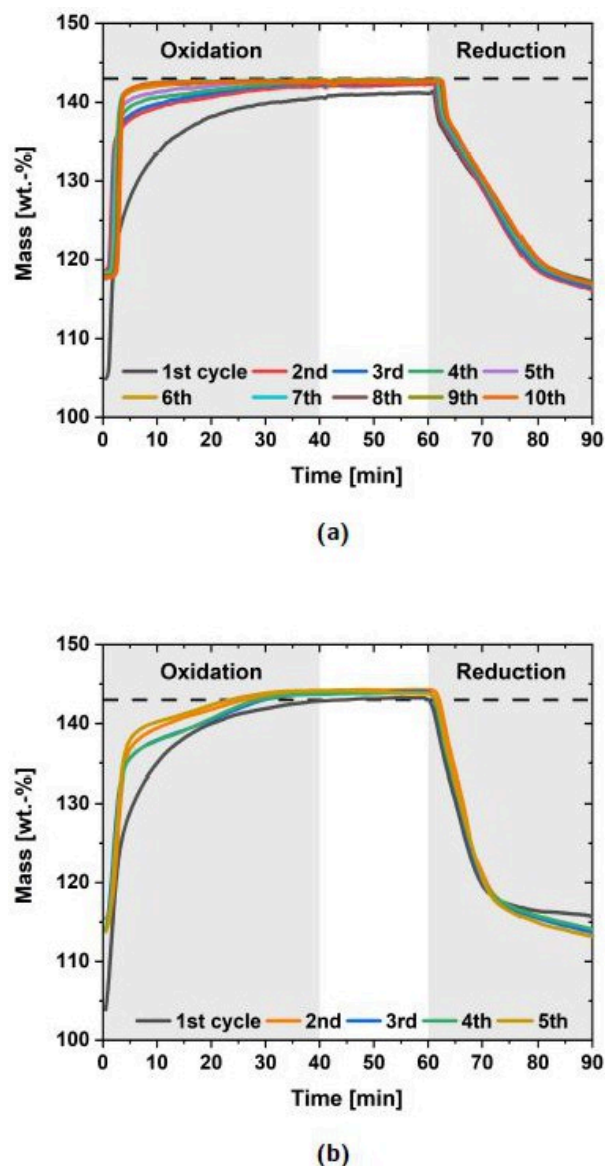 150
Oxidation
Reduction
140
130
120
110
100
Mass [wt.-%]
1st cycle 2nd 3rd 4th 5th
6th 7th 8th 9th 10th
0 10 20 30 40 50 60 70 80 90
Time [min]
(a)
150
Oxidation
Reduction
140
130
120
110
100
Mass [wt.-%]
1st cycle 2nd 3rd 4th 5th
0 10 20 30 40 50 60 70 80 90
Time [min]
(b)